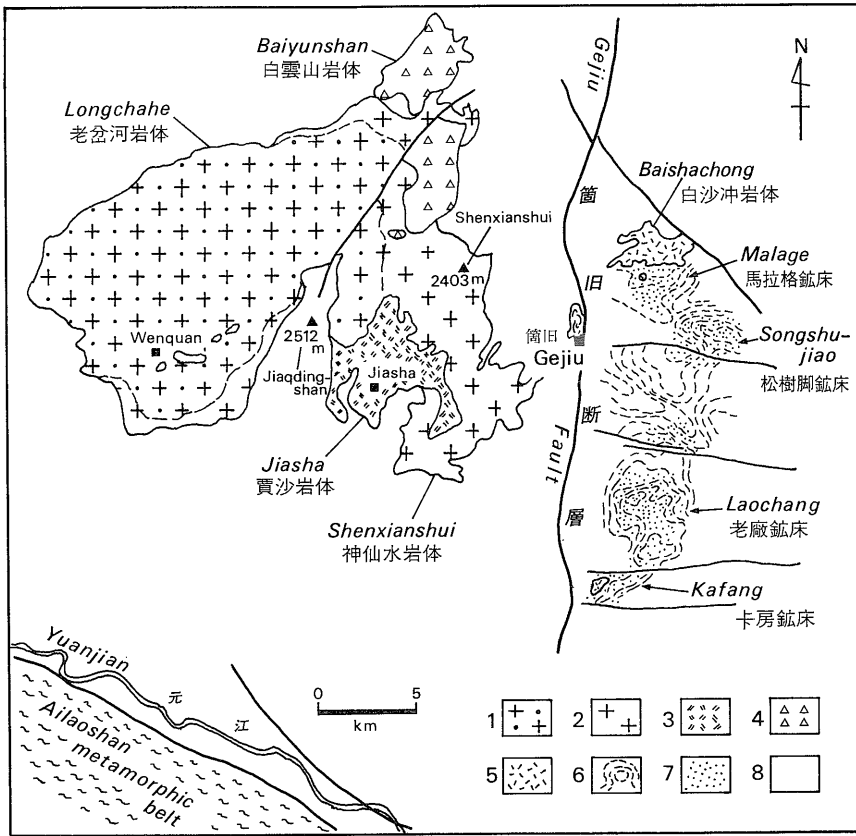 Baiyunshan
白雲山岩体
Longchahe
老岔河岩体
Gejiu
N
Baishachong
白沙冲岩体
Shenxianshui
2403m
箇
旧
断
層
Malage
馬拉格鉱床
Wenquan
2512
m
Jiaqding-
shan
Jiasha
箇旧
Gejiu
Songshu-
jiao
松樹脚鉱床
Jiasha
賈沙岩体
Shenxianshui
神仙水岩体
Fault
Laochang
老廠鉱床
Kafang
卡房鉱床
Yuanjian
元
江
Ailaoshan
metamorphic
belt
0 5
km
1 2 3 4
5 6 7 8